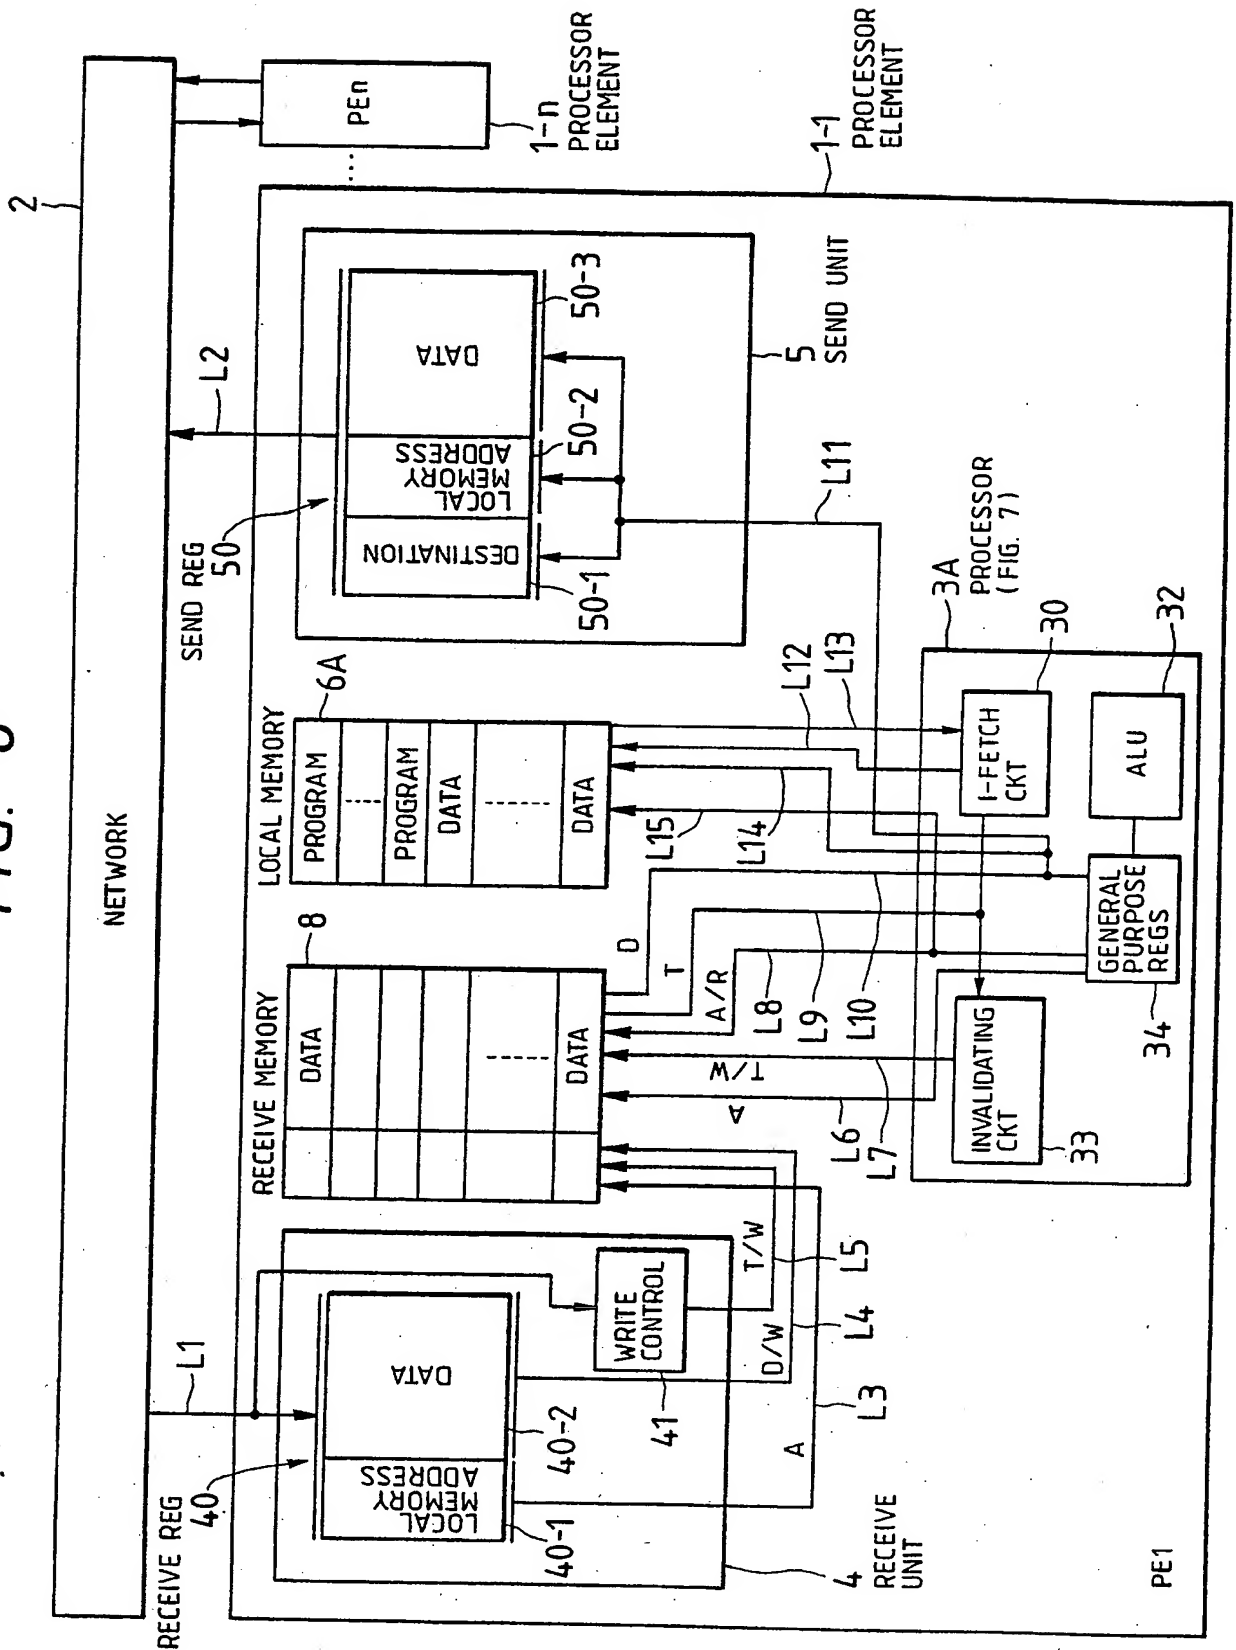 2
NETWORK
RECEIVE REG
40
L1
SEND REG
50
L2
PEn
1-n
PROCESSOR
ELEMENT
...
RECEIVE MEMORY
8
LOCAL MEMORY
6A
LOCAL
MEMORY
ADDRESS
DATA
40-1
40-2
WRITE
CONTROL
41
4
RECEIVE
UNIT
DATA
DATA
PROGRAM
PROGRAM
DATA
DATA
DESTINATION
LOCAL
MEMORY
ADDRESS
DATA
50-1
50-2
50-3
5
SEND UNIT
1-1
PROCESSOR
ELEMENT
A
D/W
T/W
L3
L4
L5
A
T/W
A/R
T
D
L6
L7
L8
L9
L10
L15
L14
L12
L13
L11
3A
PROCESSOR
(FIG. 7)
INVALIDATING
CKT
33
I-FETCH
CKT
30
GENERAL
PURPOSE
REGS
34
ALU
32
PE1